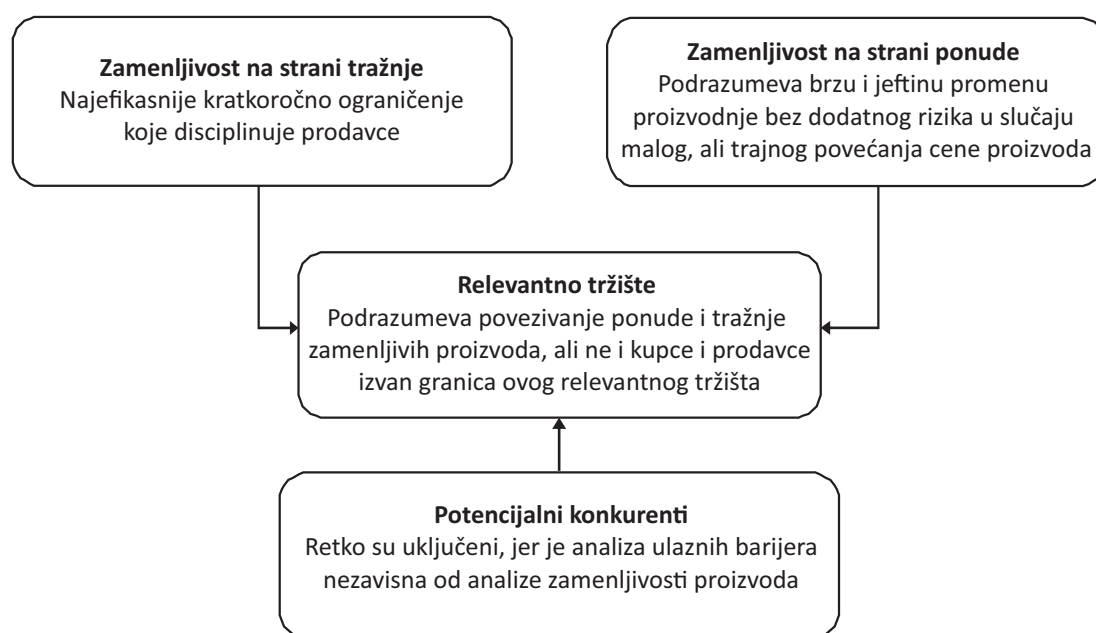 Zamenljivost na strani tražnje
Najefikasnije kratkoročno ograničenje
koje disciplinuje prodavce
Zamenljivost na strani ponude
Podrazumeva brzu i jeftinu promenu
proizvodnje bez dodatnog rizika u slučaju
malog, ali trajnog povećanja cene proizvoda
Relevantno tržište
Podrazumeva povezivanje ponude i tražnje
zamenljivih proizvoda, ali ne i kupce i prodavce
izvan granica ovog relevantnog tržišta
Potencijalni konkurenti
Retko su uključeni, jer je analiza ulaznih barijera
nezavisna od analize zamenljivosti proizvoda